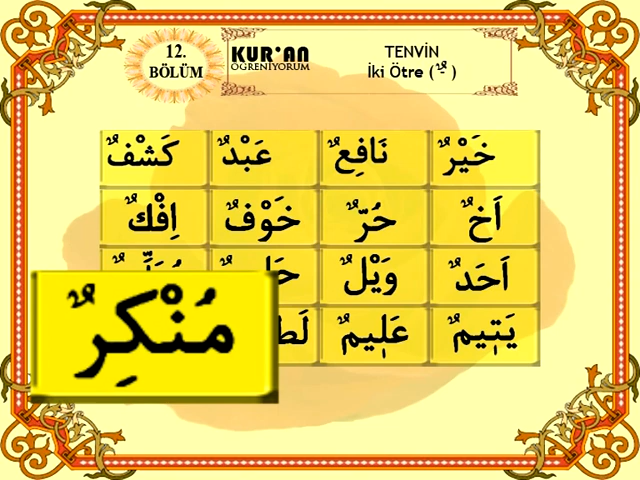 12.
BÖLÜM
KUR'AN
ÖĞRENİYORUM
TENVİN
İki Ötre ( ٌ )
خَيْرٌ نَافِعٌ عَبْدٌ كَشْفٌ
اَخٌ حُرٌّ خَوْفٌ اِفْكٌ
اَحَدٌ وَيْلٌ
يَتٖيمٌ عَلٖيمٌ
مُنْكِرٌ